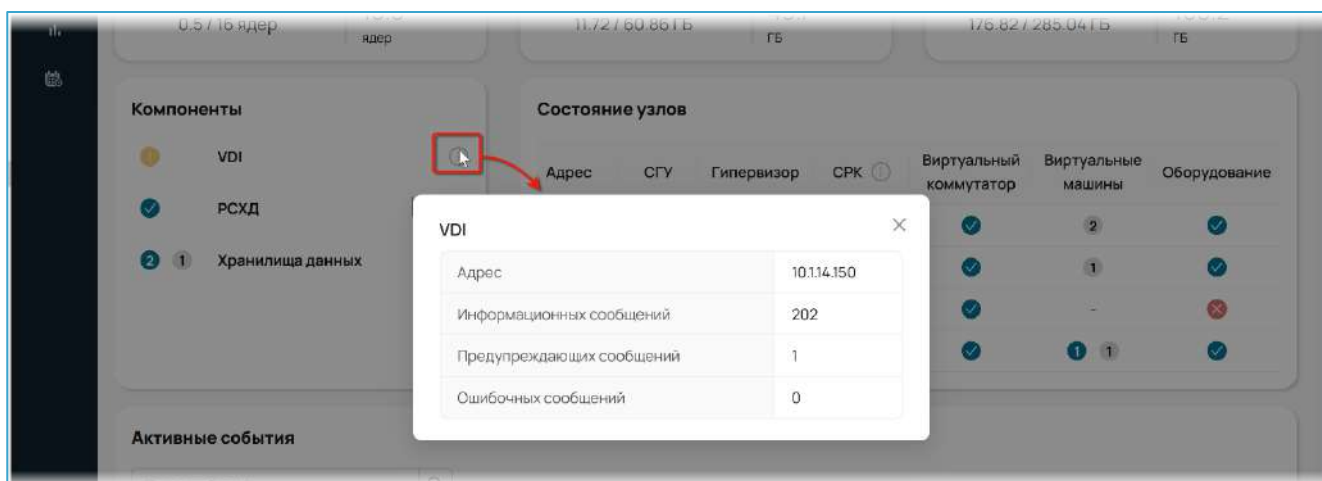 0.5 / 16 ядер
ядер
11.72 / 60.86 ГБ
ГБ
176.82 / 285.04 ГБ
ГБ
Компоненты
VDI
РСХД
2 1 Хранилища данных
Состояние узлов
Адрес СГУ Гипервизор СРК Виртуальный коммутатор Виртуальные машины Оборудование
2
1
-
1 1
VDI
Адрес 10.1.14.150
Информационных сообщений 202
Предупреждающих сообщений 1
Ошибочных сообщений 0
Активные события